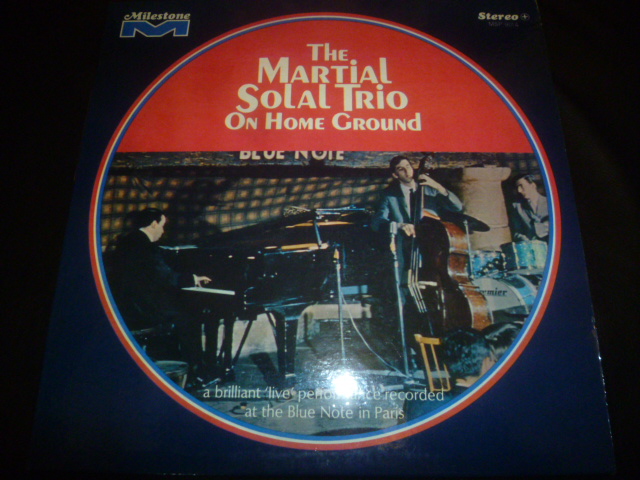 Milestone
M
Stereo+
The
Martial
Solal Trio
On Home Ground
BLUE NOTE
a brilliant 'live' performance recorded
at the Blue Note in Paris